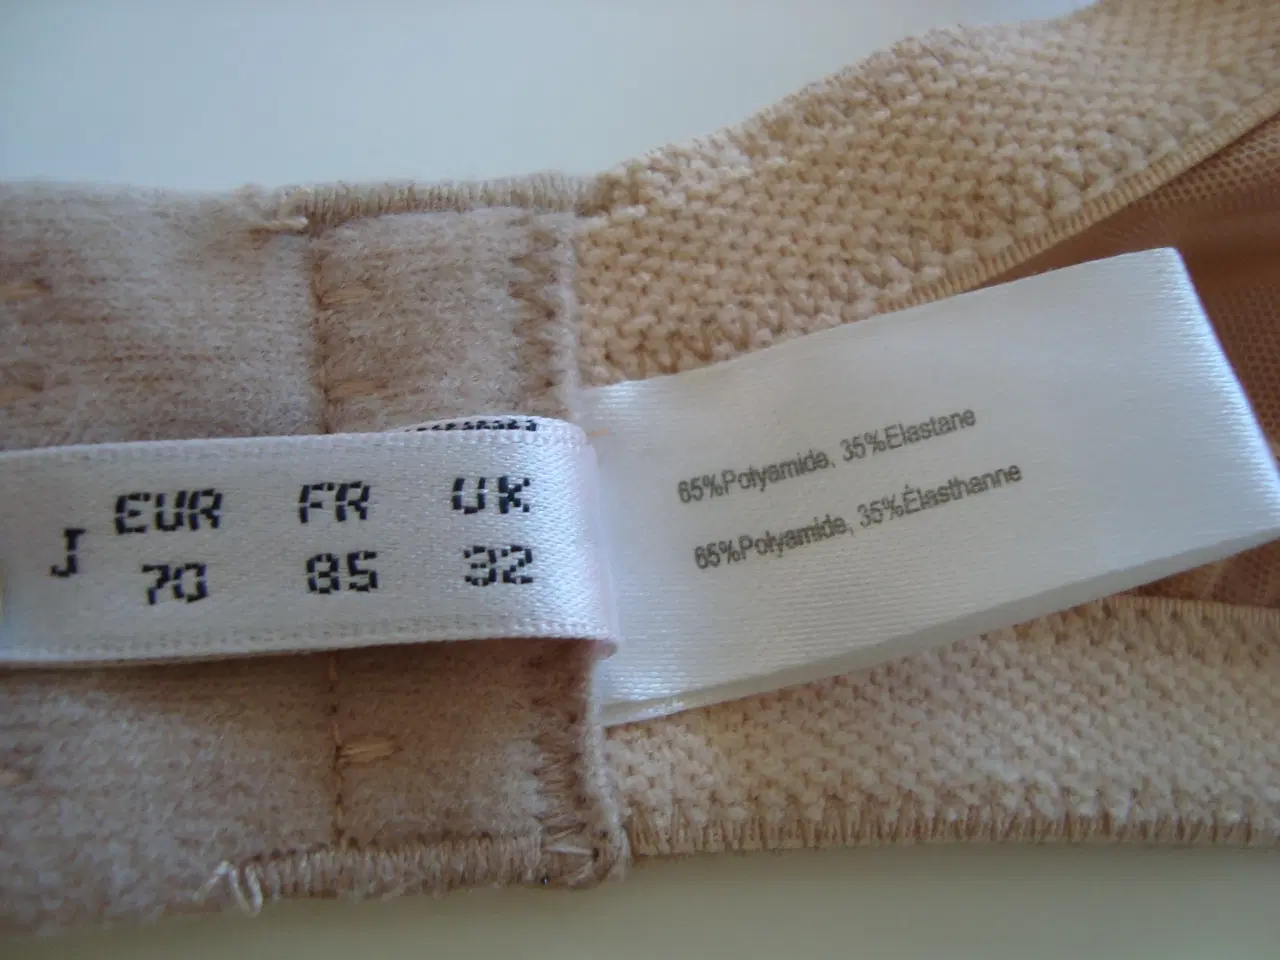 J EUR FR UK
70 85 32
65%Polyamide, 35%Elastane
65%Polyamide, 35%Élasthanne